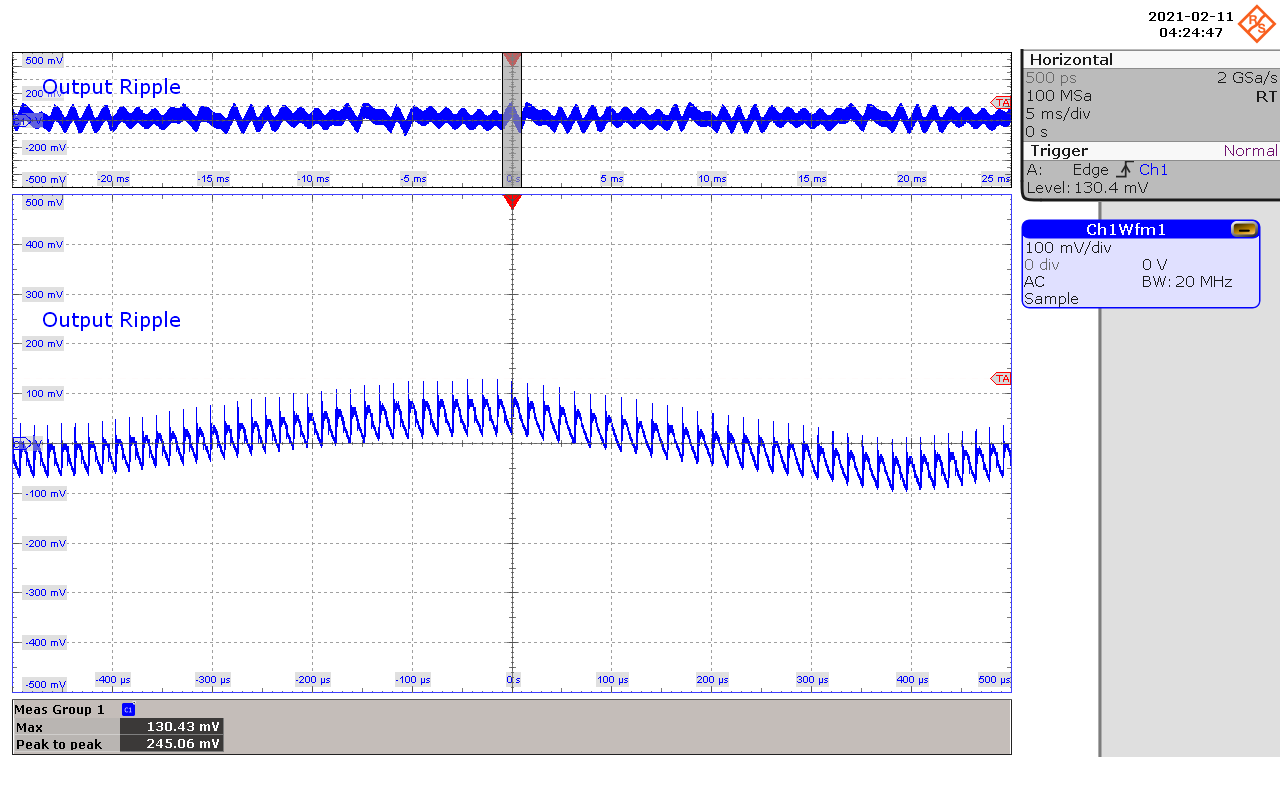 2021-02-11
04:24:47
R&S
500 mV
Output Ripple
200 mV
-200 mV
-500 mV
-20 ms
-15 ms
-10 ms
-5 ms
0 s
5 ms
10 ms
15 ms
20 ms
25 ms
TA
Horizontal
500 ps 2 GSa/s
100 MSa RT
5 ms/div
0 s
Trigger Normal
A: Edge Ch1
Level: 130.4 mV
Ch1Wfm1
100 mV/div
0 div 0 V
AC BW: 20 MHz
Sample
500 mV
400 mV
300 mV
Output Ripple
200 mV
TA
100 mV
-100 mV
-200 mV
-300 mV
-400 mV
-500 mV
-400 µs
-300 µs
-200 µs
-100 µs
0 s
100 µs
200 µs
300 µs
400 µs
500 µs
Meas Group 1 C1
Max 130.43 mV
Peak to peak 245.06 mV